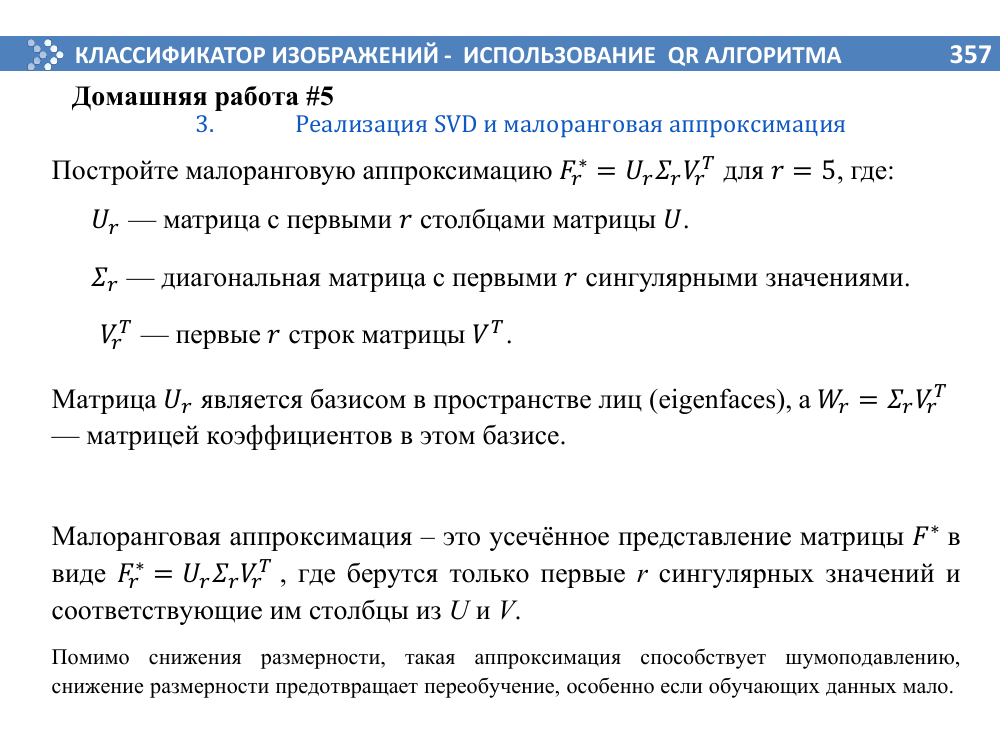 КЛАССИФИКАТОР ИЗОБРАЖЕНИЙ - ИСПОЛЬЗОВАНИЕ QR АЛГОРИТМА 357
Домашняя работа #5
3. Реализация SVD и малоранговая аппроксимация
Постройте малоранговую аппроксимацию $F_r^* = U_r \Sigma_r V_r^T$ для $r = 5$, где:
$U_r$ — матрица с первыми $r$ столбцами матрицы $U$.
$\Sigma_r$ — диагональная матрица с первыми $r$ сингулярными значениями.
$V_r^T$ — первые $r$ строк матрицы $V^T$.
Матрица $U_r$ является базисом в пространстве лиц (eigenfaces), а $W_r = \Sigma_r V_r^T$
— матрицей коэффициентов в этом базисе.
Малоранговая аппроксимация – это усечённое представление матрицы $F^*$ в
виде $F_r^* = U_r \Sigma_r V_r^T$ , где берутся только первые r сингулярных значений и
соответствующие им столбцы из U и V.
Помимо снижения размерности, такая аппроксимация способствует шумоподавлению,
снижение размерности предотвращает переобучение, особенно если обучающих данных мало.